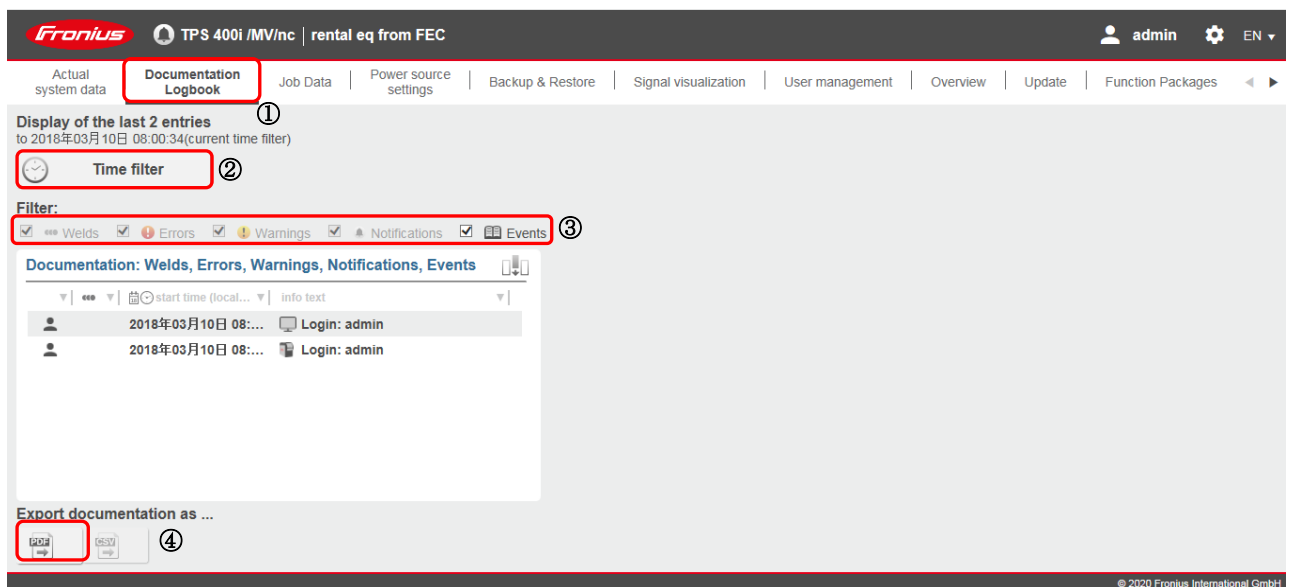 Fronius TPS 400i /MV/nc | rental eq from FEC admin EN
Actual system data
Documentation Logbook
Job Data
Power source settings
Backup & Restore
Signal visualization
User management
Overview
Update
Function Packages
①
Display of the last 2 entries
to 2018年03月10日 08:00:34(current time filter)
Time filter ②
Filter:
Welds Errors Warnings Notifications Events ③
Documentation: Welds, Errors, Warnings, Notifications, Events
start time (local... info text
2018年03月10日 08:... Login: admin
2018年03月10日 08:... Login: admin
Export documentation as ...
PDF CSV ④
© 2020 Fronius International GmbH